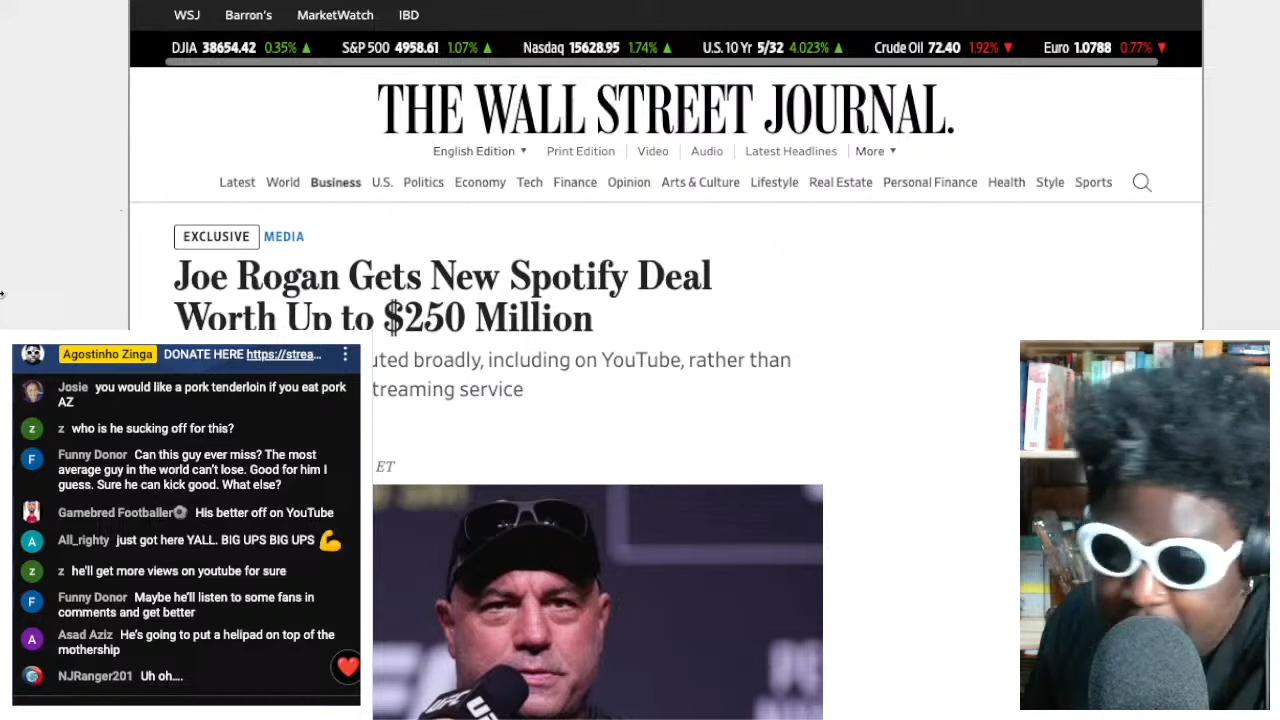 WSJ Barron's MarketWatch IBD
DJIA 38654.42 0.35% ▲ S&P 500 4958.61 1.07% ▲ Nasdaq 15628.95 1.74% ▲ U.S. 10 Yr 5/32 4.023% ▲ Crude Oil 72.40 1.92% ▼ Euro 1.0788 0.77% ▼
THE WALL STREET JOURNAL.
English Edition ▼ Print Edition Video Audio Latest Headlines More ▼
Latest World Business U.S. Politics Economy Tech Finance Opinion Arts & Culture Lifestyle Real Estate Personal Finance Health Style Sports
EXCLUSIVE MEDIA
Joe Rogan Gets New Spotify Deal
Worth Up to $250 Million
uted broadly, including on YouTube, rather than
treaming service
ET
Agostinho Zinga DONATE HERE https://strea...
Josie you would like a pork tenderloin if you eat pork
AZ
z z who is he sucking off for this?
F Funny Donor Can this guy ever miss? The most
average guy in the world can't lose. Good for him I
guess. Sure he can kick good. What else?
Gamebred Footballer⚽ His better off on YouTube
A All_righty just got here YALL. BIG UPS BIG UPS 💪
z z he'll get more views on youtube for sure
F Funny Donor Maybe he'll listen to some fans in
comments and get better
A Asad Aziz He's going to put a helipad on top of the
mothership
NJRanger201 Uh oh....
UFC